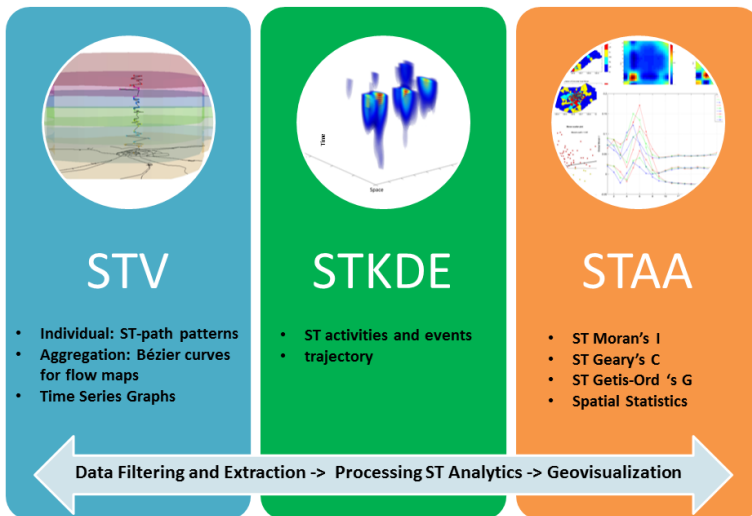 Time
Space
STV
STKDE
STAA
• Individual: ST-path patterns
• Aggregation: Bézier curves
for flow maps
• Time Series Graphs
• ST activities and events
• trajectory
• ST Moran's I
• ST Geary's C
• ST Getis-Ord 's G
• Spatial Statistics
Data Filtering and Extraction -> Processing ST Analytics -> Geovisualization